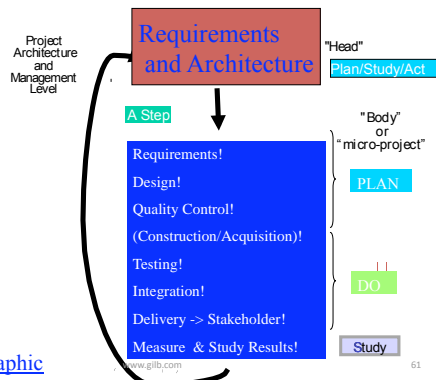 Project
Architecture
and
Management
Level
Requirements
and Architecture
"Head"
Plan/Study/Act
A Step
"Body"
or
“micro-project”
Requirements!
Design!
Quality Control!
(Construction/Acquisition)!
Testing!
Integration!
Delivery -> Stakeholder!
Measure & Study Results!
PLAN
DO
Study
aphic
www.gilb.com
61